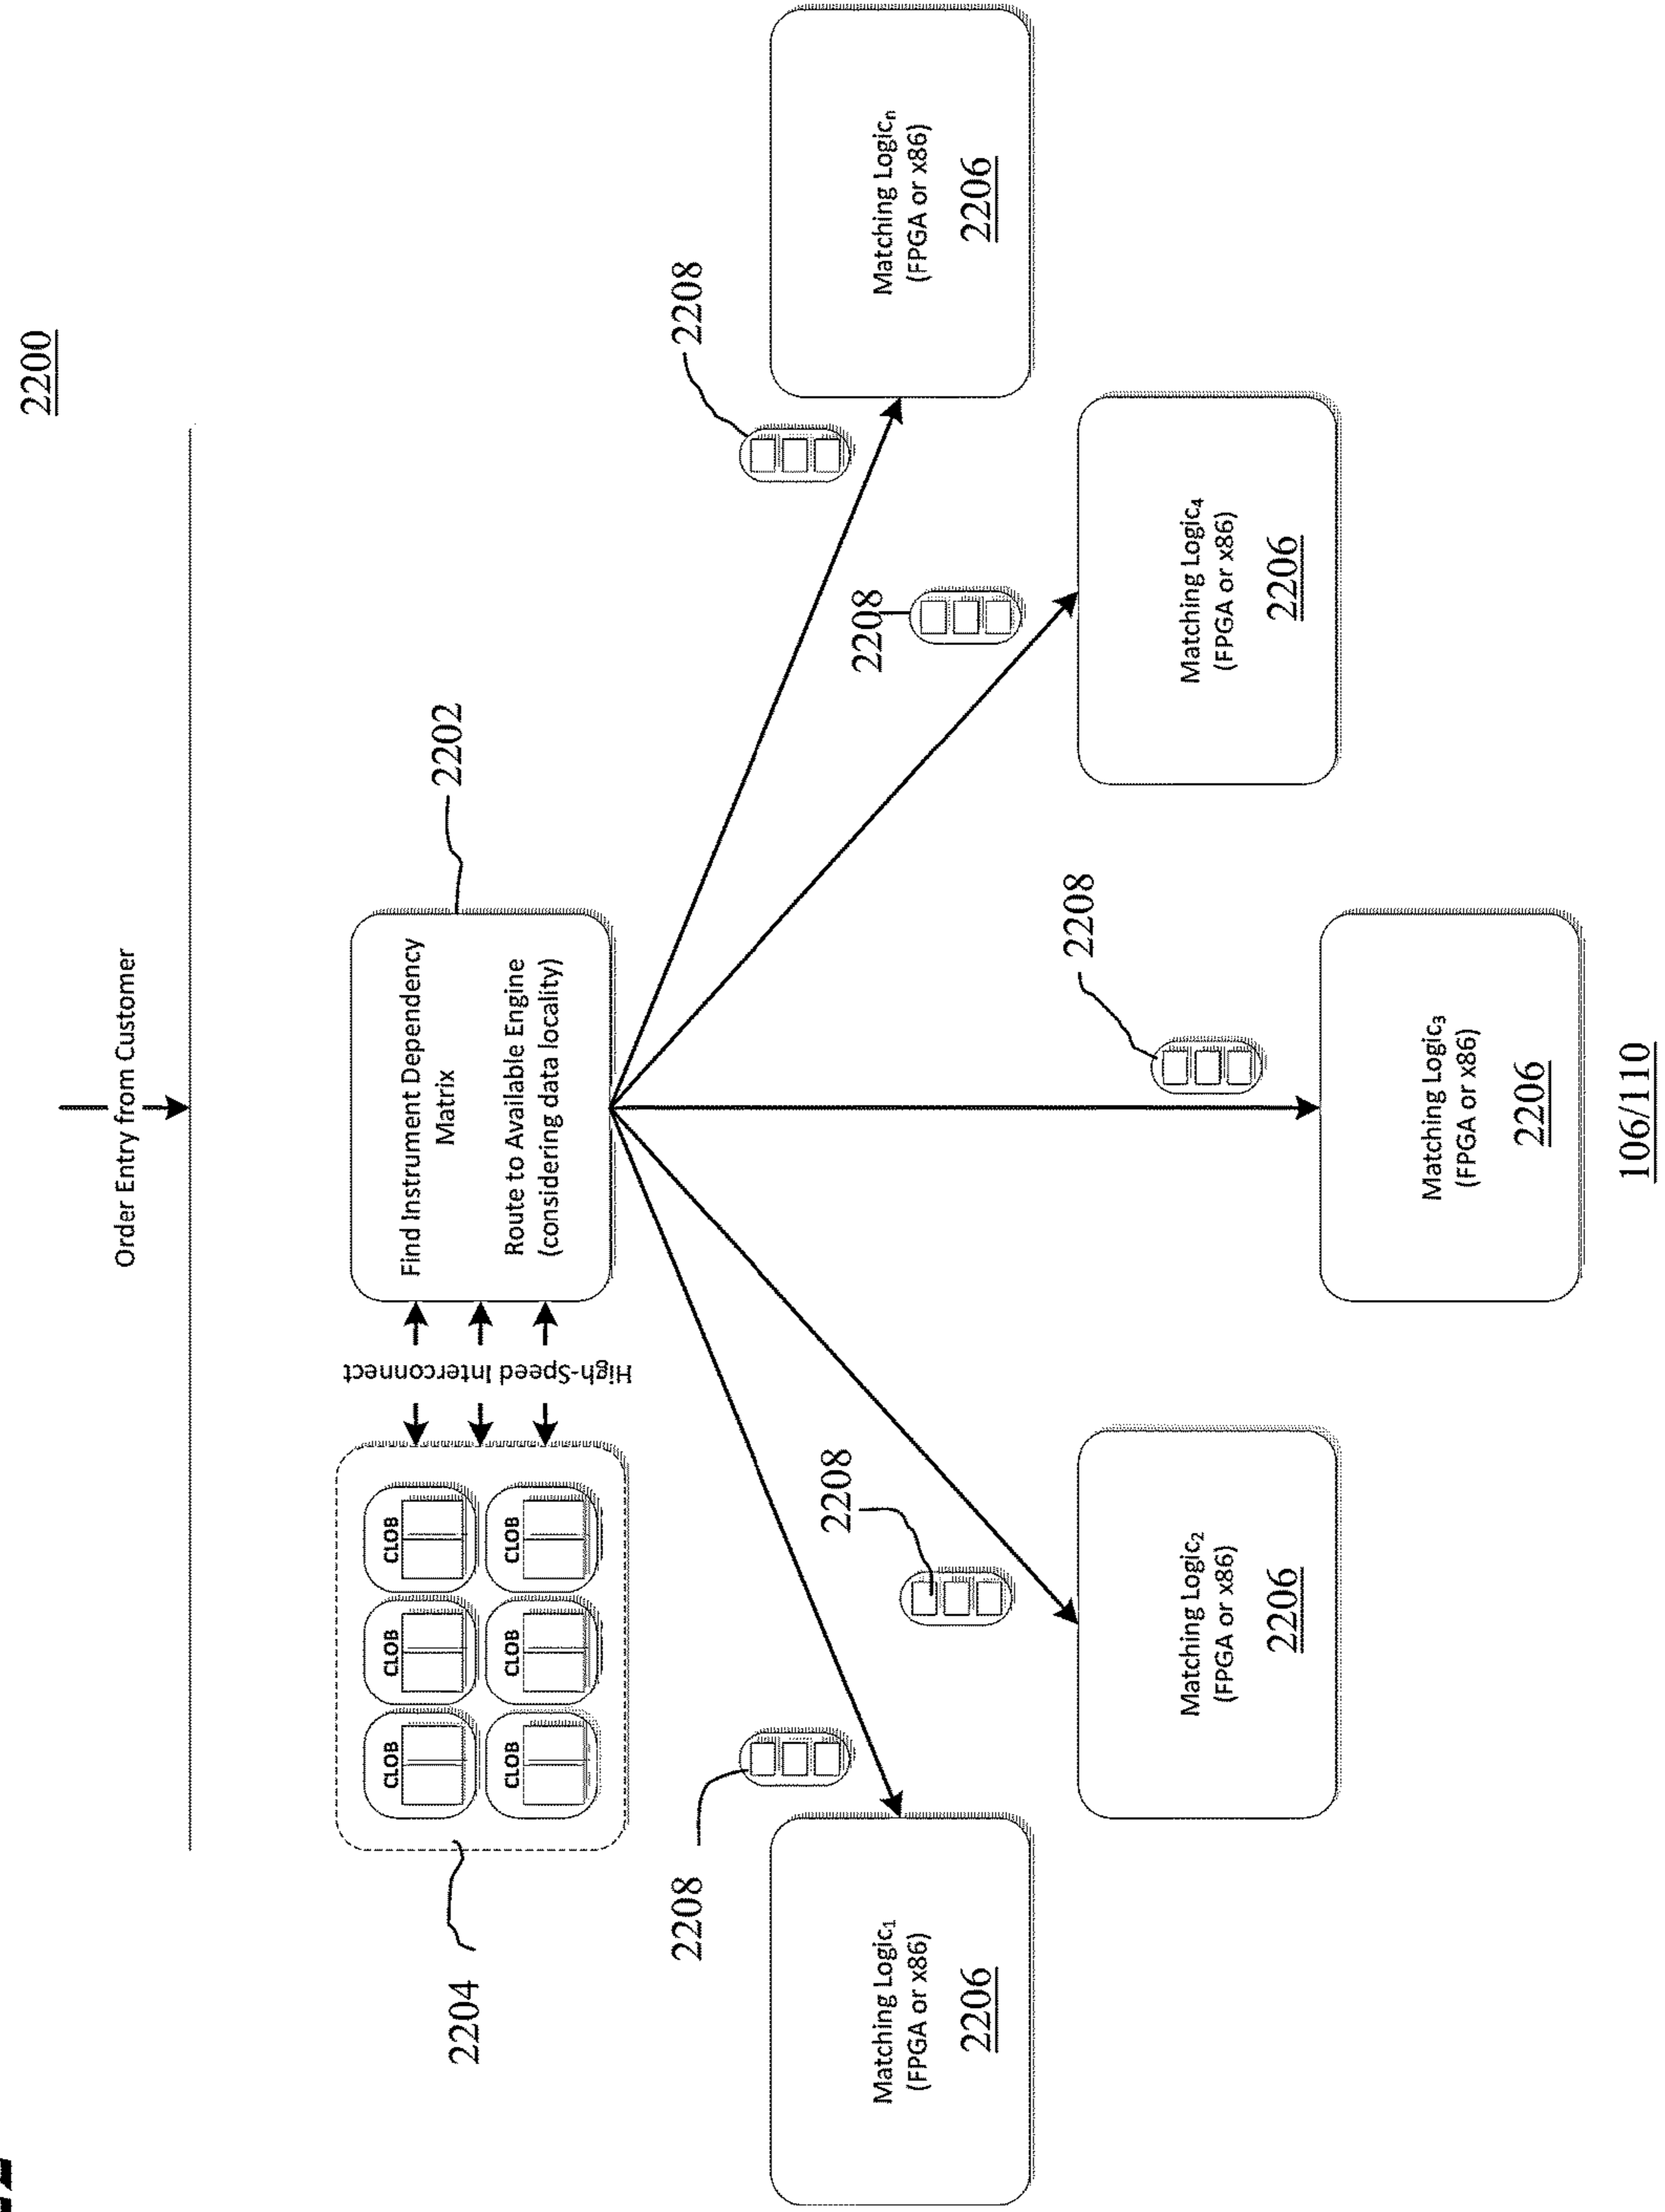 2200
Order Entry from Customer
2204
CLOB
CLOB
CLOB
CLOB
CLOB
CLOB
High-Speed Interconnect
Find Instrument Dependency
Matrix
Route to Available Engine
(considering data locality)
2202
2208
2208
2208
2208
2208
Matching Logic₁
(FPGA or x86)
2206
Matching Logic₂
(FPGA or x86)
2206
Matching Logic₃
(FPGA or x86)
2206
Matching Logic₄
(FPGA or x86)
2206
Matching Logicₙ
(FPGA or x86)
2206
106/110